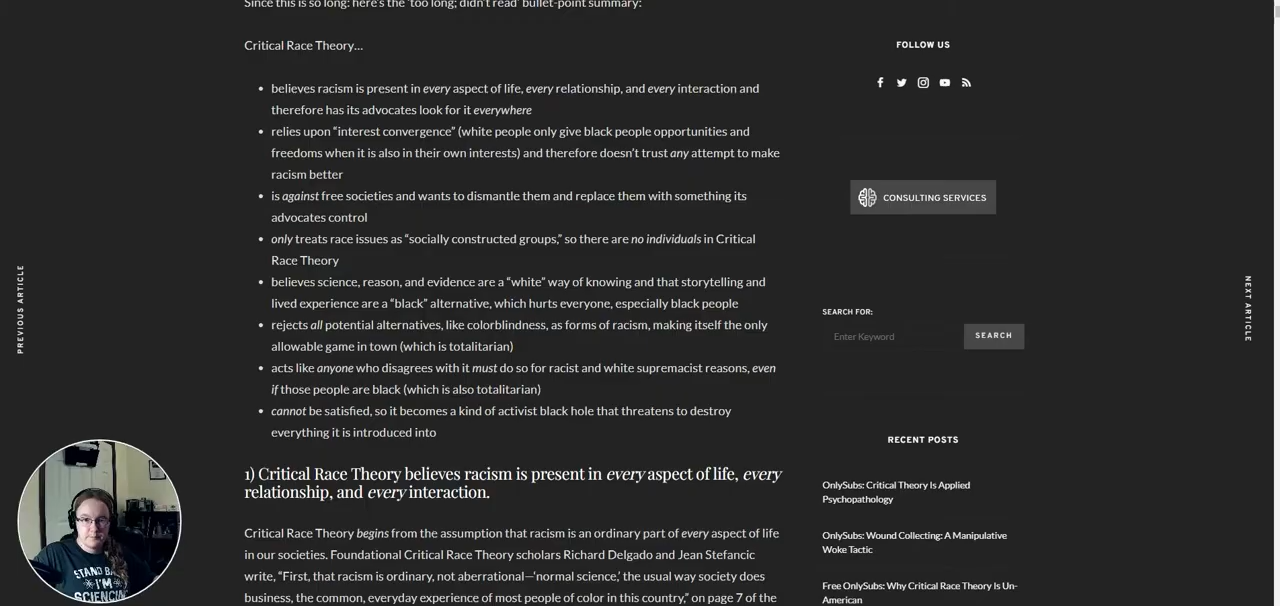 Since this is so long: here's the 'too long; didn't read' bullet-point summary:
Critical Race Theory…
• believes racism is present in every aspect of life, every relationship, and every interaction and
therefore has its advocates look for it everywhere
• relies upon “interest convergence” (white people only give black people opportunities and
freedoms when it is also in their own interests) and therefore doesn't trust any attempt to make
racism better
• is against free societies and wants to dismantle them and replace them with something its
advocates control
• only treats race issues as “socially constructed groups,” so there are no individuals in Critical
Race Theory
• believes science, reason, and evidence are a “white” way of knowing and that storytelling and
lived experience are a “black” alternative, which hurts everyone, especially black people
• rejects all potential alternatives, like colorblindness, as forms of racism, making itself the only
allowable game in town (which is totalitarian)
• acts like anyone who disagrees with it must do so for racist and white supremacist reasons, even
if those people are black (which is also totalitarian)
• cannot be satisfied, so it becomes a kind of activist black hole that threatens to destroy
everything it is introduced into
1) Critical Race Theory believes racism is present in every aspect of life, every
relationship, and every interaction.
Critical Race Theory begins from the assumption that racism is an ordinary part of every aspect of life
in our societies. Foundational Critical Race Theory scholars Richard Delgado and Jean Stefancic
write, “First, that racism is ordinary, not aberrational—'normal science,' the usual way society does
business, the common, everyday experience of most people of color in this country,” on page 7 of the
FOLLOW US
CONSULTING SERVICES
SEARCH FOR:
Enter Keyword
SEARCH
RECENT POSTS
OnlySubs: Critical Theory Is Applied
Psychopathology
OnlySubs: Wound Collecting: A Manipulative
Woke Tactic
Free OnlySubs: Why Critical Race Theory Is Un-
American
PREVIOUS ARTICLE
NEXT ARTICLE
STAND BA
I'M
SCIENCING